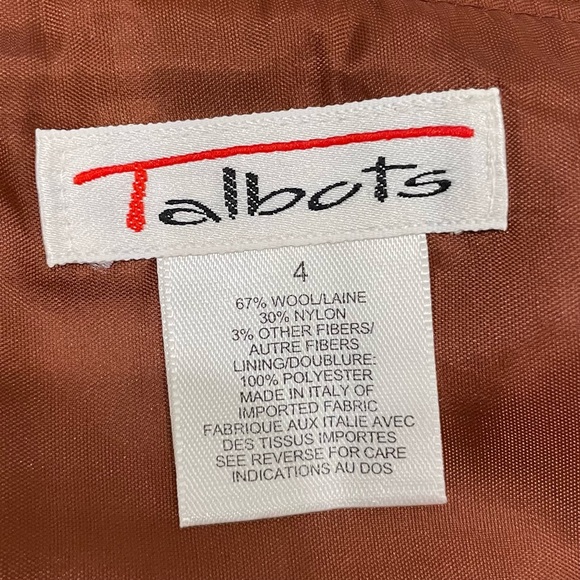 Talbots
4
67% WOOL/LAINE
30% NYLON
3% OTHER FIBERS/
AUTRE FIBERS
LINING/DOUBLURE:
100% POLYESTER
MADE IN ITALY OF
IMPORTED FABRIC
FABRIQUE AUX ITALIE AVEC
DES TISSUS IMPORTES
SEE REVERSE FOR CARE
INDICATIONS AU DOS